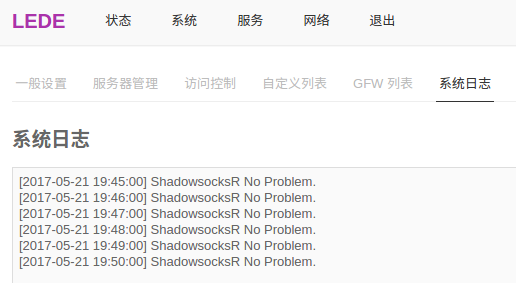 LEDE 状态 系统 服务 网络 退出
一般设置 服务器管理 访问控制 自定义列表 GFW 列表 系统日志
系统日志
[2017-05-21 19:45:00] ShadowsocksR No Problem.
[2017-05-21 19:46:00] ShadowsocksR No Problem.
[2017-05-21 19:47:00] ShadowsocksR No Problem.
[2017-05-21 19:48:00] ShadowsocksR No Problem.
[2017-05-21 19:49:00] ShadowsocksR No Problem.
[2017-05-21 19:50:00] ShadowsocksR No Problem.